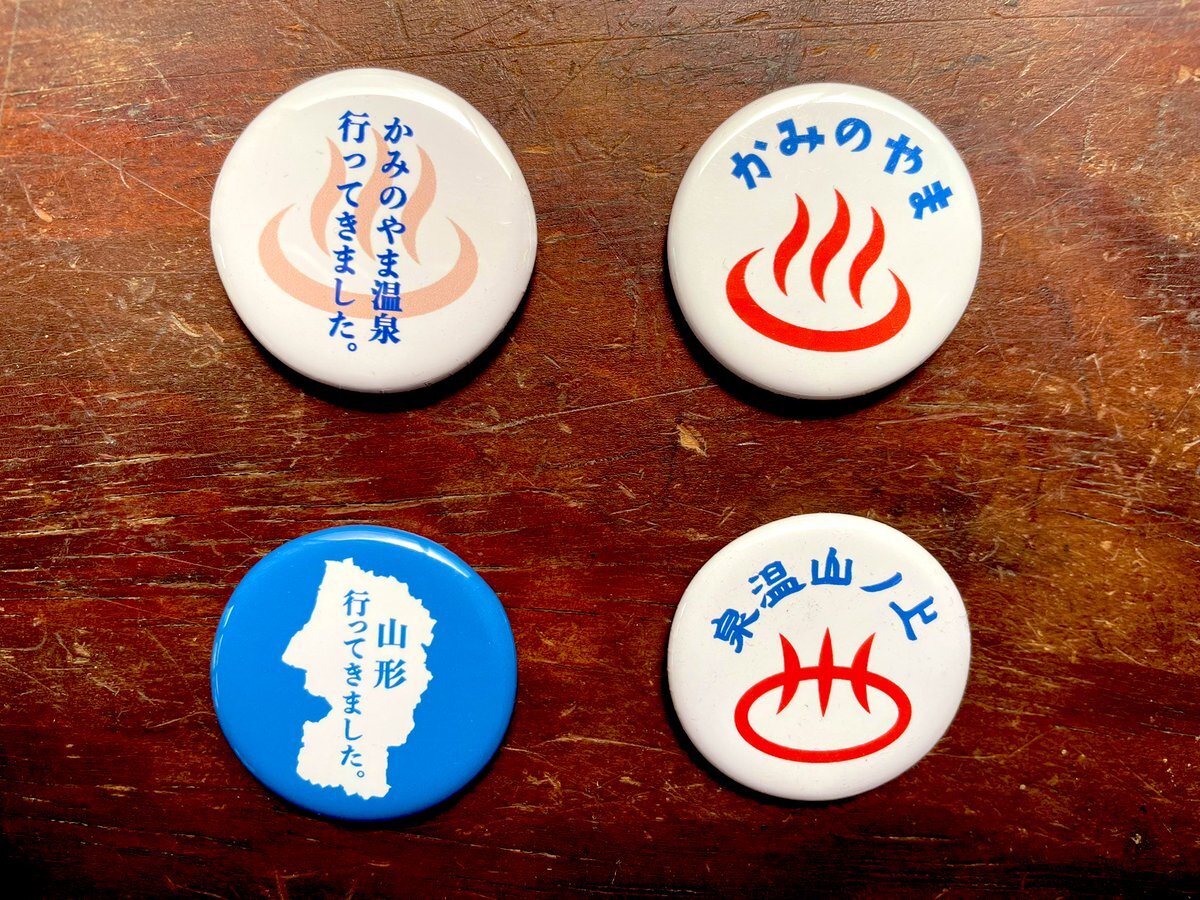 かみのやま温泉
行ってきました。
かみのやま
山形
行ってきました。
上ノ山温泉